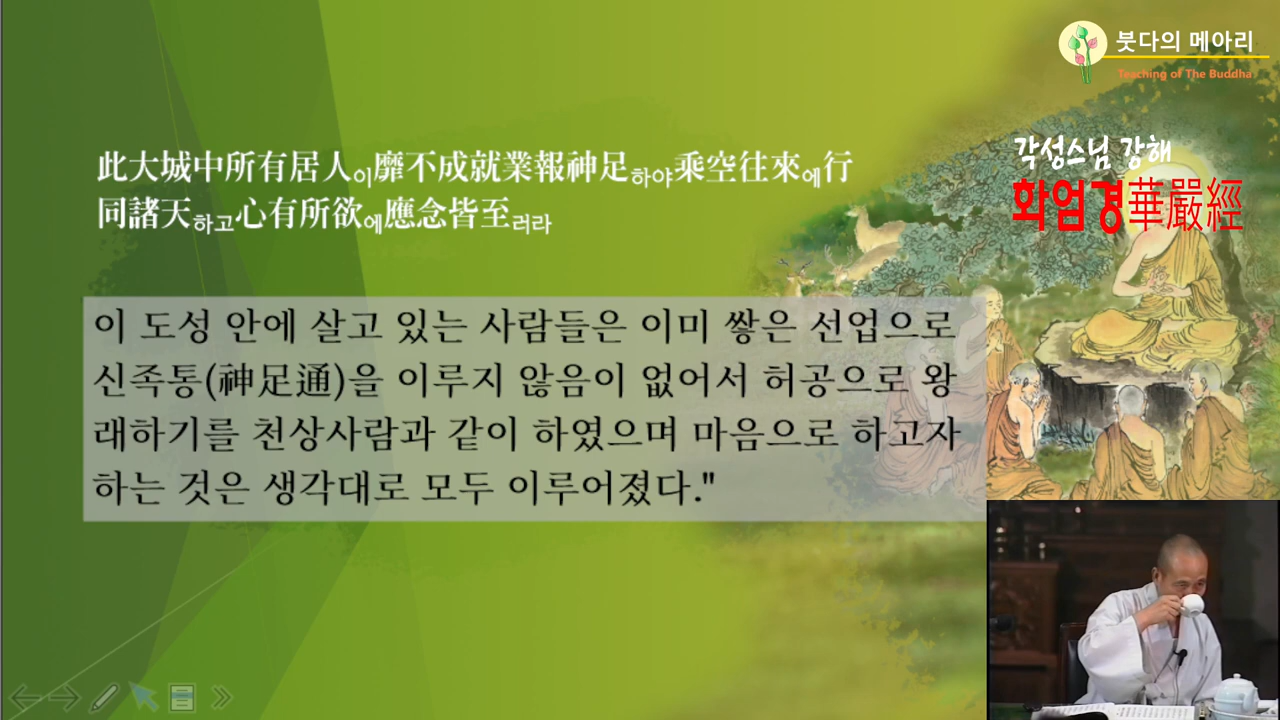 붓다의 메아리
Teaching of The Buddha
각성스님 강해
화엄경華嚴經
此大城中所有居人이靡不成就業報神足하야乘空往來에行
同諸天하고心有所欲에應念皆至러라
이 도성 안에 살고 있는 사람들은 이미 쌓은 선업으로
신족통(神足通)을 이루지 않음이 없어서 허공으로 왕
래하기를 천상사람과 같이 하였으며 마음으로 하고자
하는 것은 생각대로 모두 이루어졌다."